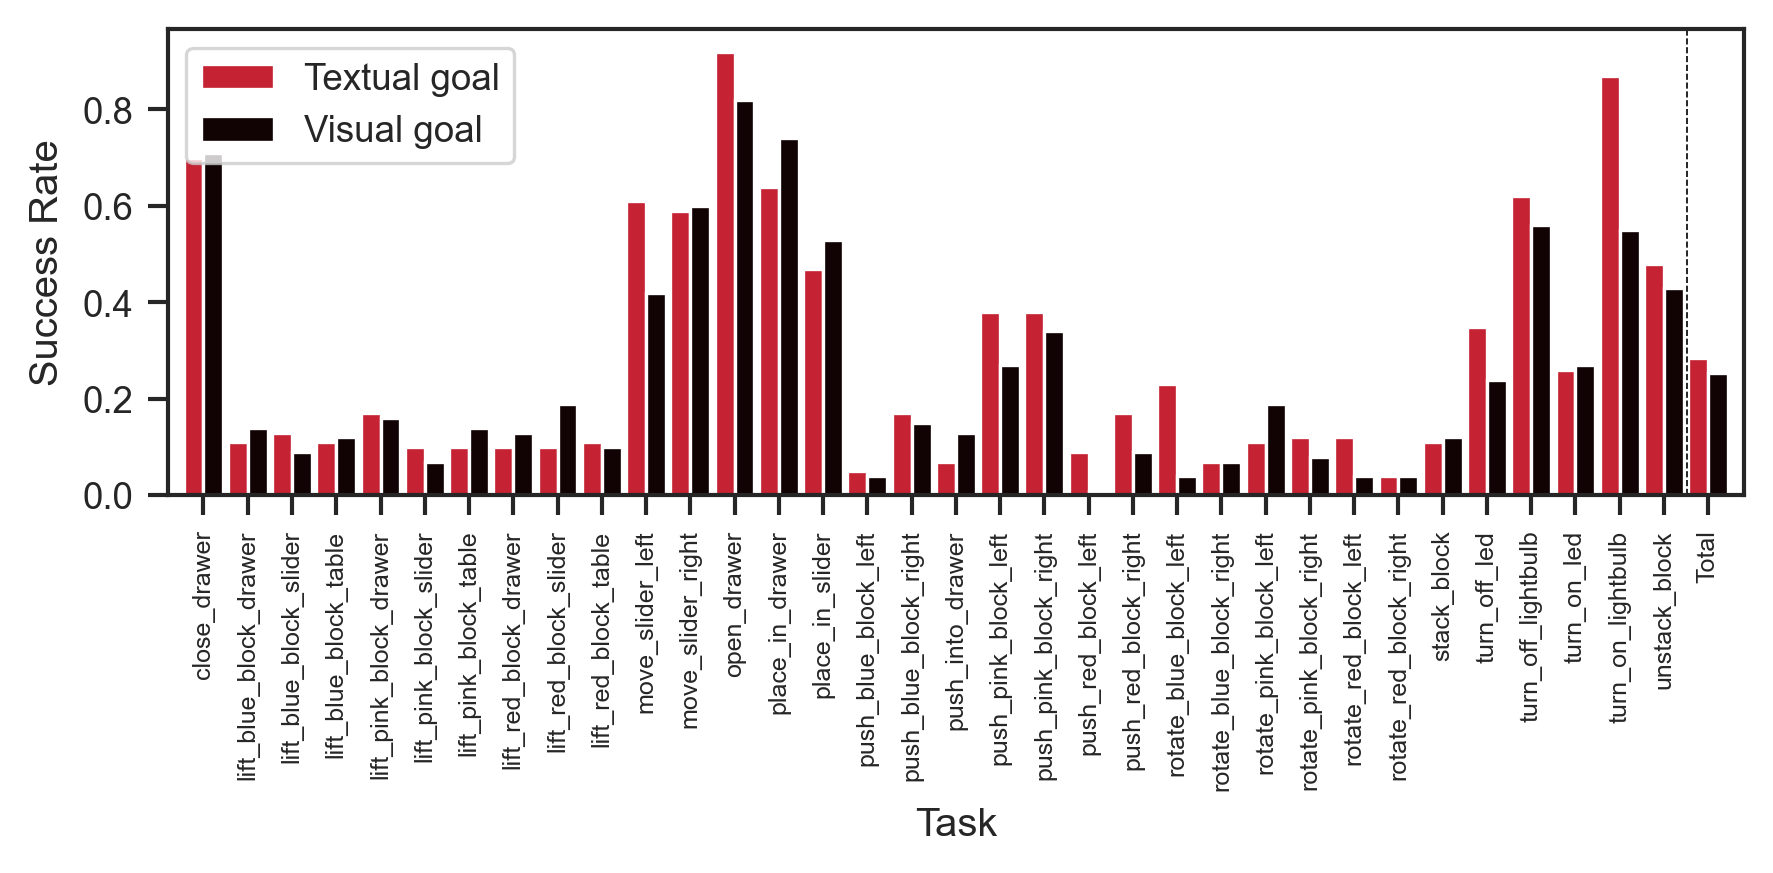 Textual goal
Visual goal
Success Rate
0.8
0.6
0.4
0.2
0.0
close_drawer
lift_blue_block_drawer
lift_blue_block_slider
lift_blue_block_table
lift_pink_block_drawer
lift_pink_block_slider
lift_pink_block_table
lift_red_block_drawer
lift_red_block_slider
lift_red_block_table
move_slider_left
move_slider_right
open_drawer
place_in_drawer
place_in_slider
push_blue_block_left
push_blue_block_right
push_into_drawer
push_pink_block_left
push_pink_block_right
push_red_block_left
push_red_block_right
rotate_blue_block_left
rotate_blue_block_right
rotate_pink_block_left
rotate_pink_block_right
rotate_red_block_left
rotate_red_block_right
stack_block
turn_off_led
turn_off_lightbulb
turn_on_led
turn_on_lightbulb
unstack_block
Total
Task